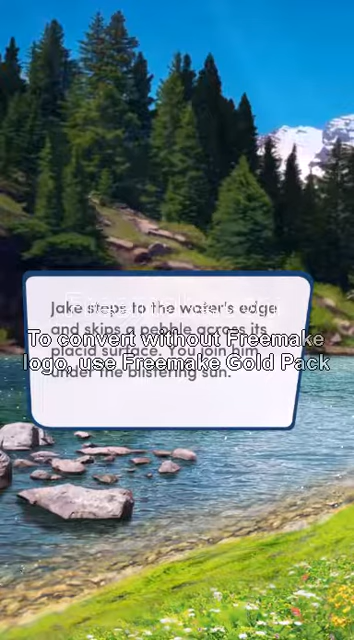 Jake steps to the water's edge
and skips a pebble across its
To convert without Freemake
placid surface. You join him
logo, use Freemake Gold Pack
under the blistering sun.